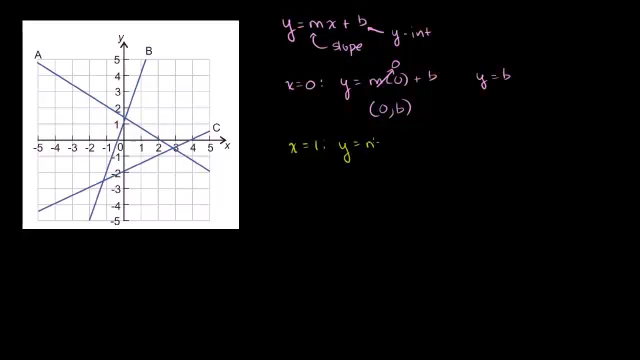 y = mx + b
slope
y-int
x=0: y = m(0) + b y = b
0
(0,b)
x = 1: y =
A
B
C
y
x
5
4
3
2
1
-1
-2
-3
-4
-5
-5 -4 -3 -2 -1 0 1 2 3 4 5